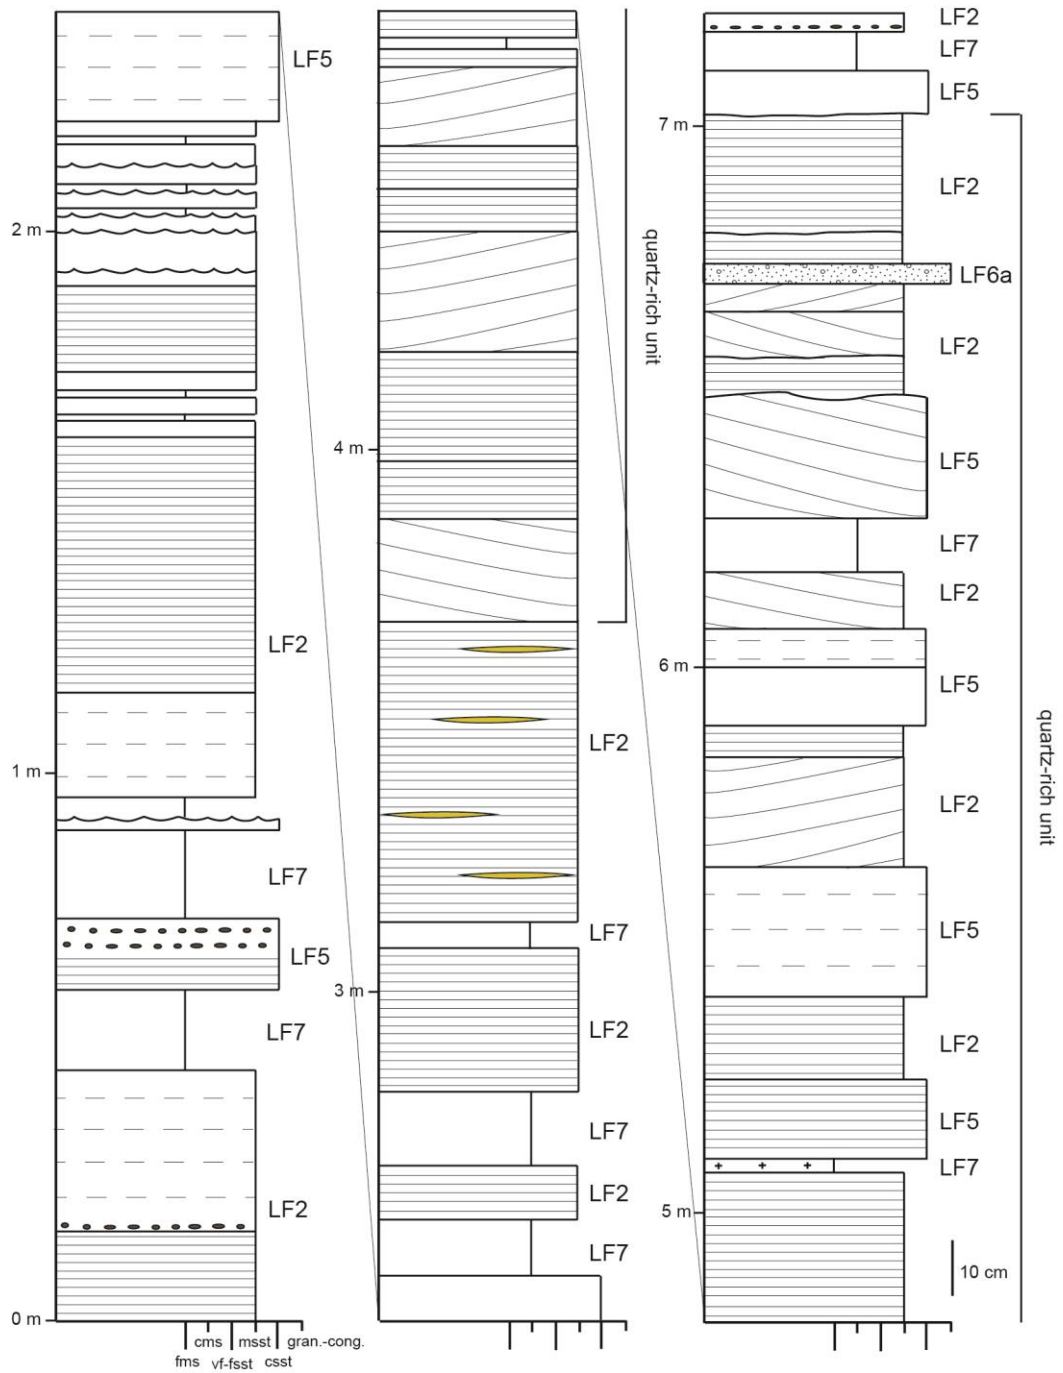 LF5
2 m
LF2
1 m
LF7
LF5
LF7
LF2
0 m
cms msst gran.-cong.
fms vf-fsst csst
quartz-rich unit
4 m
LF2
LF7
3 m
LF2
LF7
LF2
LF7
LF2
LF7
LF5
7 m
LF2
LF6a
LF2
LF5
LF7
LF2
6 m
LF5
LF2
LF5
LF2
LF5
LF7
5 m
10 cm
quartz-rich unit